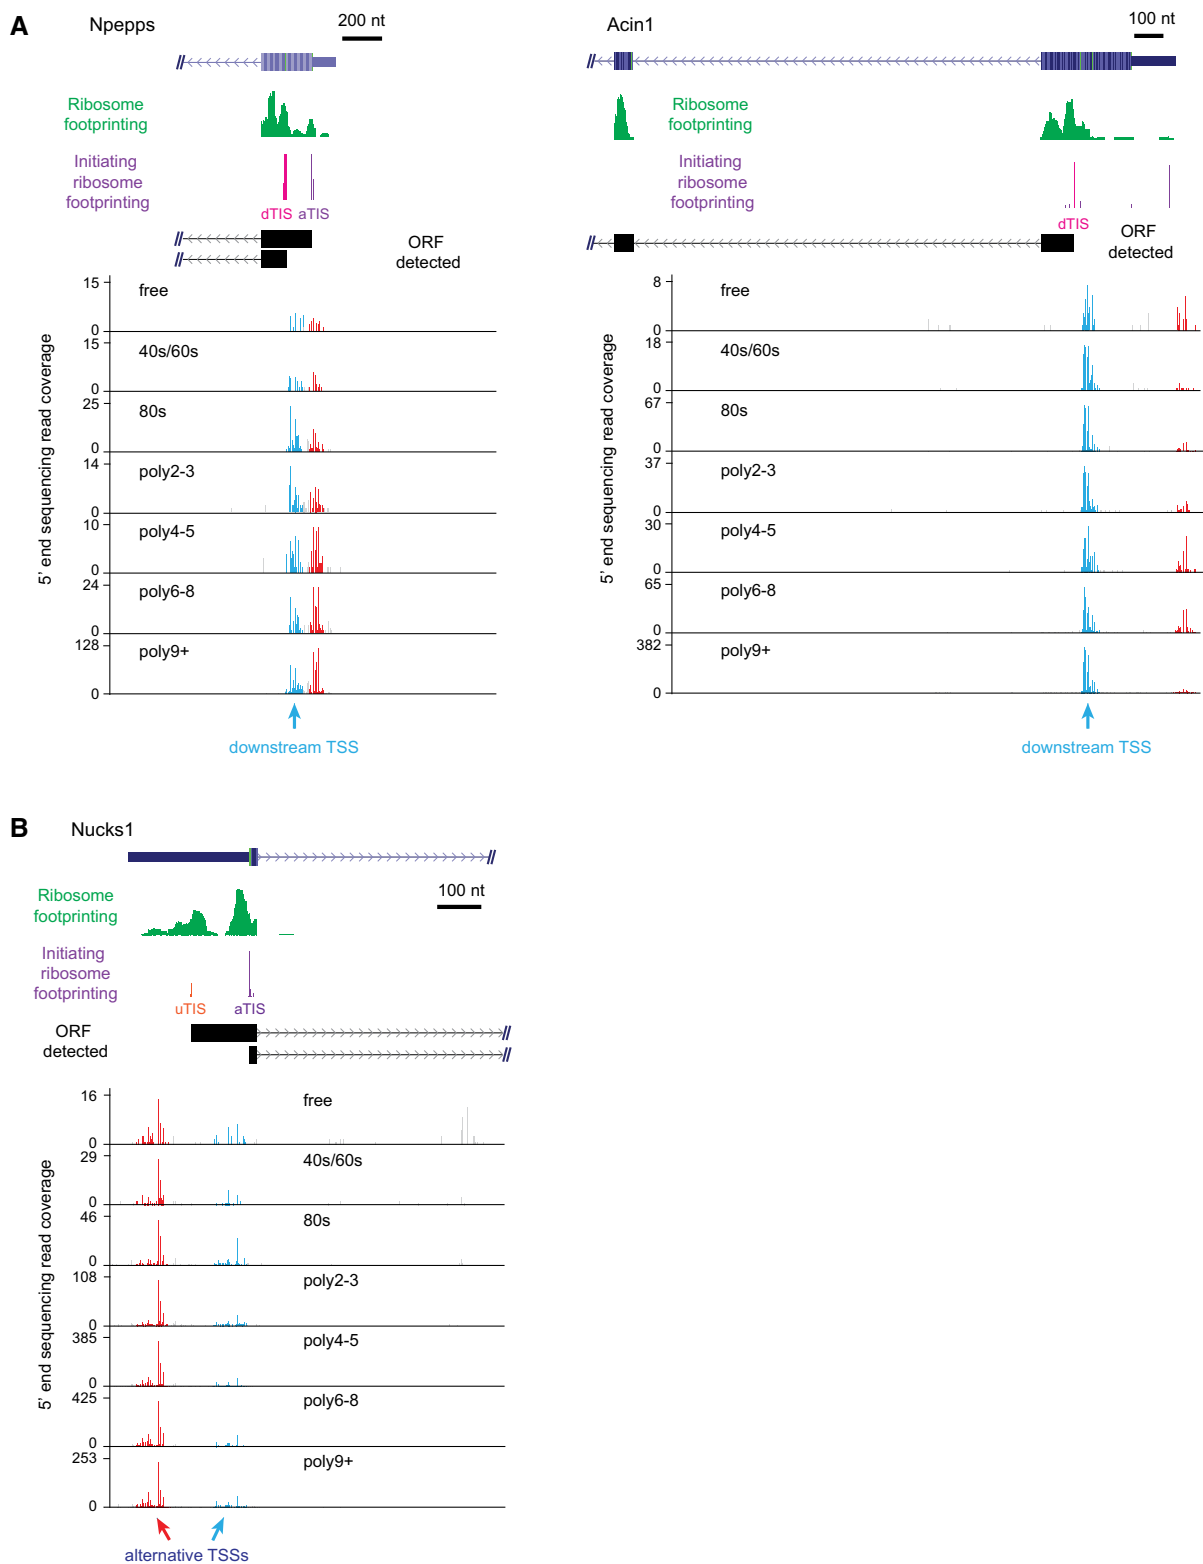 A
Npepps
200 nt
Ribosome
footprinting
Initiating
ribosome
footprinting
dTIS aTIS
ORF
detected
5' end sequencing read coverage
15
free
0
15
40s/60s
0
25
80s
0
14
poly2-3
0
10
poly4-5
0
24
poly6-8
0
128
poly9+
0
downstream TSS
Acin1
100 nt
Ribosome
footprinting
Initiating
ribosome
footprinting
dTIS
ORF
detected
5' end sequencing read coverage
8
free
0
18
40s/60s
0
67
80s
0
37
poly2-3
0
30
poly4-5
0
65
poly6-8
0
382
poly9+
0
downstream TSS
B
Nucks1
100 nt
Ribosome
footprinting
Initiating
ribosome
footprinting
uTIS aTIS
ORF
detected
5' end sequencing read coverage
16
free
0
29
40s/60s
0
46
80s
0
108
poly2-3
0
385
poly4-5
0
425
poly6-8
0
253
poly9+
0
alternative TSSs